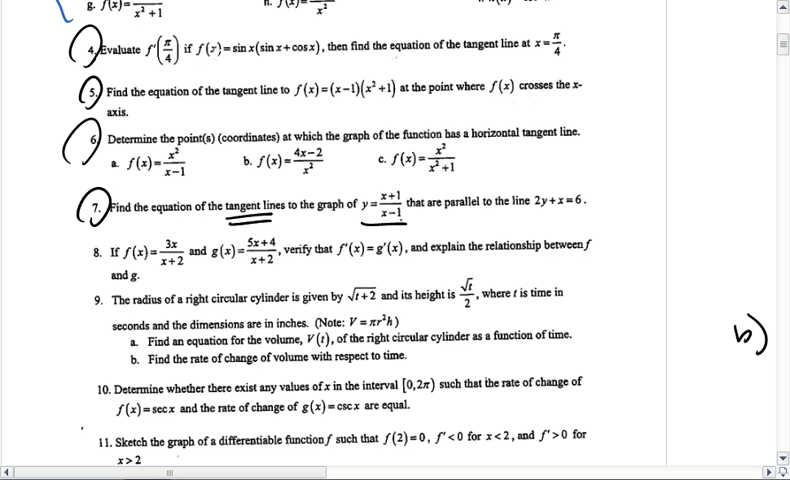 g. f(x)= x²+1
x²
4. Evaluate f'(π/4) if f(x)=sin x(sin x+cos x), then find the equation of the tangent line at x=π/4.
5. Find the equation of the tangent line to f(x)=(x−1)(x²+1) at the point where f(x) crosses the x-
axis.
6. Determine the point(s) (coordinates) at which the graph of the function has a horizontal tangent line.
a. f(x)=x²/(x−1) b. f(x)=(4x−2)/x² c. f(x)=x²/(x²+1)
7. Find the equation of the tangent lines to the graph of y=(x+1)/(x−1) that are parallel to the line 2y+x=6.
8. If f(x)=3x/(x+2) and g(x)=(5x+4)/(x+2), verify that f'(x)=g'(x), and explain the relationship between f
and g.
9. The radius of a right circular cylinder is given by √(t+2) and its height is √t/2, where t is time in
seconds and the dimensions are in inches. (Note: V=πr²h)
a. Find an equation for the volume, V(t), of the right circular cylinder as a function of time.
b. Find the rate of change of volume with respect to time.
b)
10. Determine whether there exist any values of x in the interval [0,2π) such that the rate of change of
f(x)=sec x and the rate of change of g(x)=csc x are equal.
11. Sketch the graph of a differentiable function f such that f(2)=0, f'<0 for x<2, and f'>0 for
x>2